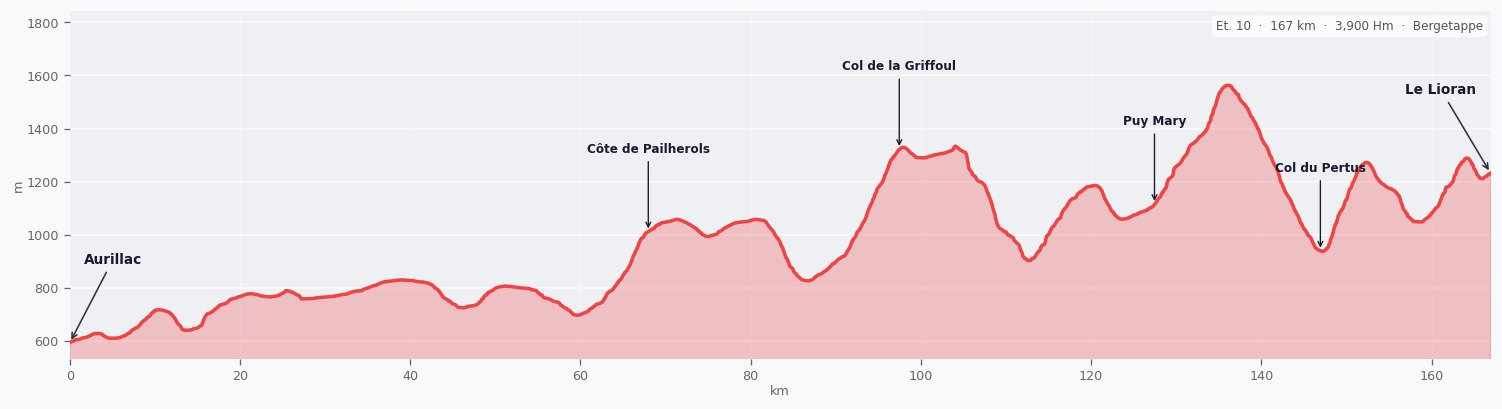 Et. 10 · 167 km · 3,900 Hm · Bergetappe
1800
1600
1400
1200
1000
800
600
m
Aurillac
Côte de Pailherols
Col de la Griffoul
Puy Mary
Col du Pertus
Le Lioran
0 20 40 60 80 100 120 140 160
km